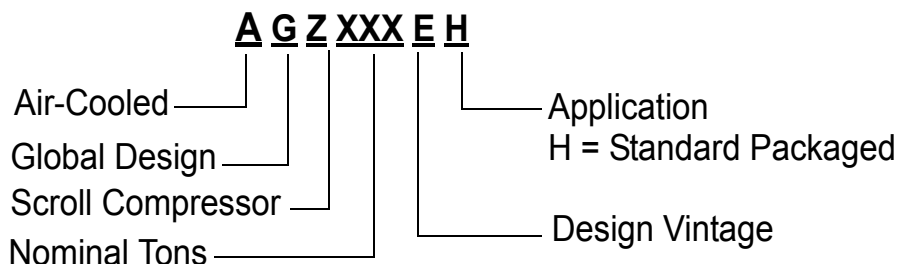 A G Z XXX E H
Air-Cooled
Global Design
Scroll Compressor
Nominal Tons
Application
H = Standard Packaged
Design Vintage